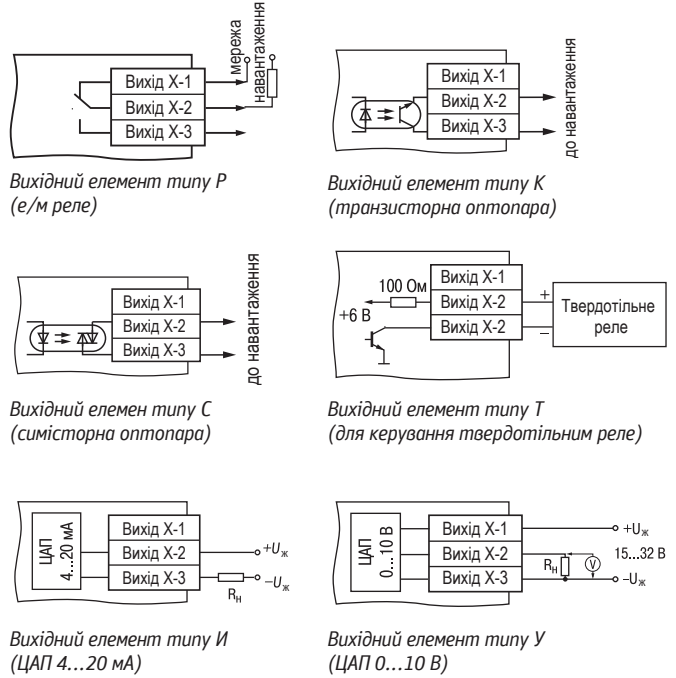 мережа
навантаження
Вихід X-1
Вихід X-2
Вихід X-3
Вихідний елемент типу Р
(е/м реле)
Вихід X-1
Вихід X-2
Вихід X-3
до навантаження
Вихідний елемент типу К
(транзисторна оптопара)
Вихід X-1
Вихід X-2
Вихід X-3
до навантаження
Вихідний елемен типу С
(симісторна оптопара)
100 Ом
+6 В
Вихід X-1
Вихід X-2
Вихід X-2
+
–
Твердотільне
реле
Вихідний елемент типу Т
(для керування твердотільним реле)
ЦАП
4...20 мА
Вихід X-1
Вихід X-2
Вихід X-3
+Uж
–Uж
Rн
Вихідний елемент типу И
(ЦАП 4...20 мА)
ЦАП
0...10 В
Вихід X-1
Вихід X-2
Вихід X-3
+Uж
15...32 В
Rн
V
–Uж
Вихідний елемент типу У
(ЦАП 0...10 В)